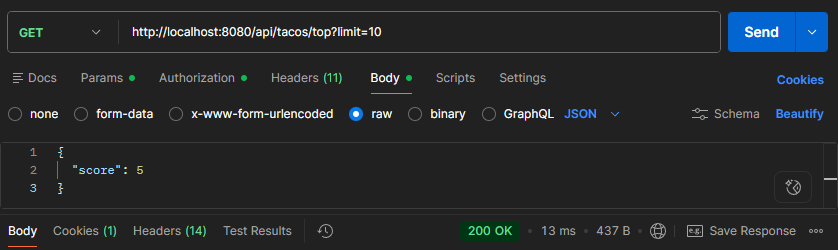 GET http://localhost:8080/api/tacos/top?limit=10 Send
Docs Params Authorization Headers (11) Body Scripts Settings Cookies
none form-data x-www-form-urlencoded raw binary GraphQL JSON Schema Beautify
1 {
2 "score": 5
3 }
Body Cookies (1) Headers (14) Test Results 200 OK 13 ms 437 B e.g. Save Response